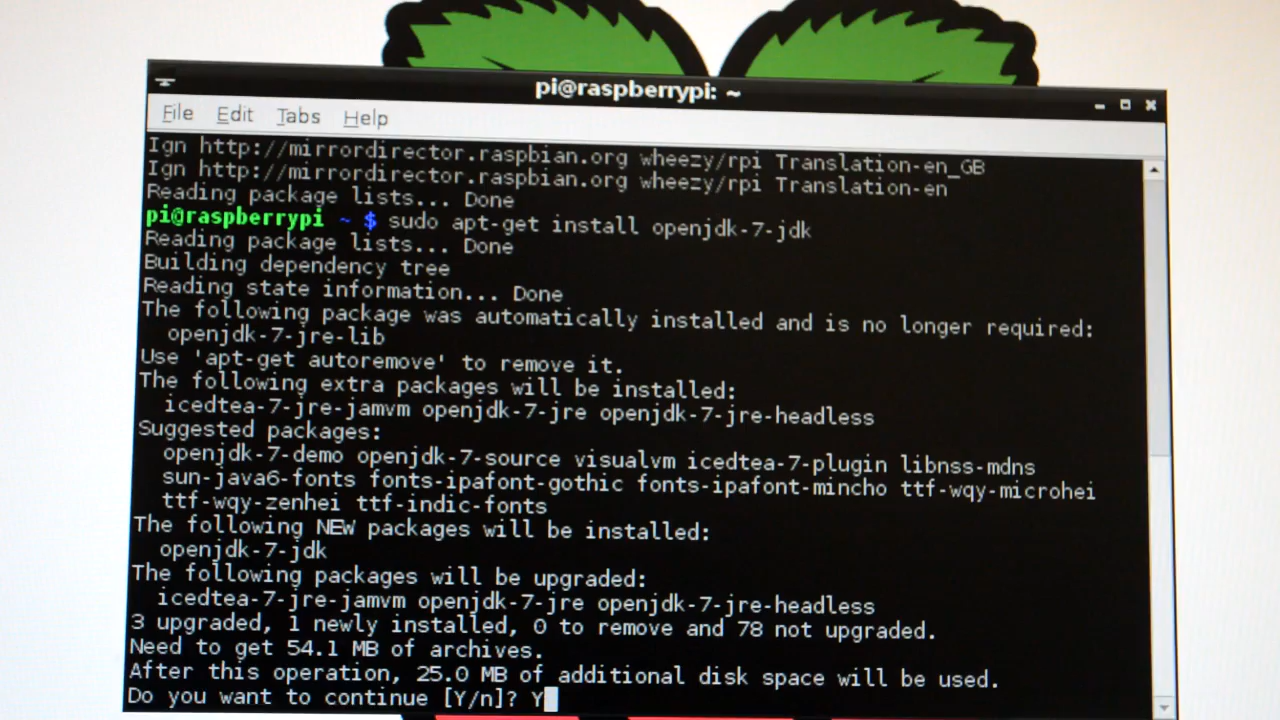 pi@raspberrypi: ~
File Edit Tabs Help
Ign http://mirrordirector.raspbian.org wheezy/rpi Translation-en_GB
Ign http://mirrordirector.raspbian.org wheezy/rpi Translation-en
Reading package lists... Done
pi@raspberrypi ~ $ sudo apt-get install openjdk-7-jdk
Reading package lists... Done
Building dependency tree
Reading state information... Done
The following package was automatically installed and is no longer required:
openjdk-7-jre-lib
Use 'apt-get autoremove' to remove it.
The following extra packages will be installed:
icedtea-7-jre-jamvm openjdk-7-jre openjdk-7-jre-headless
Suggested packages:
openjdk-7-demo openjdk-7-source visualvm icedtea-7-plugin libnss-mdns
sun-java6-fonts fonts-ipafont-gothic fonts-ipafont-mincho ttf-wqy-microhei
ttf-wqy-zenhei ttf-indic-fonts
The following NEW packages will be installed:
openjdk-7-jdk
The following packages will be upgraded:
icedtea-7-jre-jamvm openjdk-7-jre openjdk-7-jre-headless
3 upgraded, 1 newly installed, 0 to remove and 78 not upgraded.
Need to get 54.1 MB of archives.
After this operation, 25.0 MB of additional disk space will be used.
Do you want to continue [Y/n]? Y